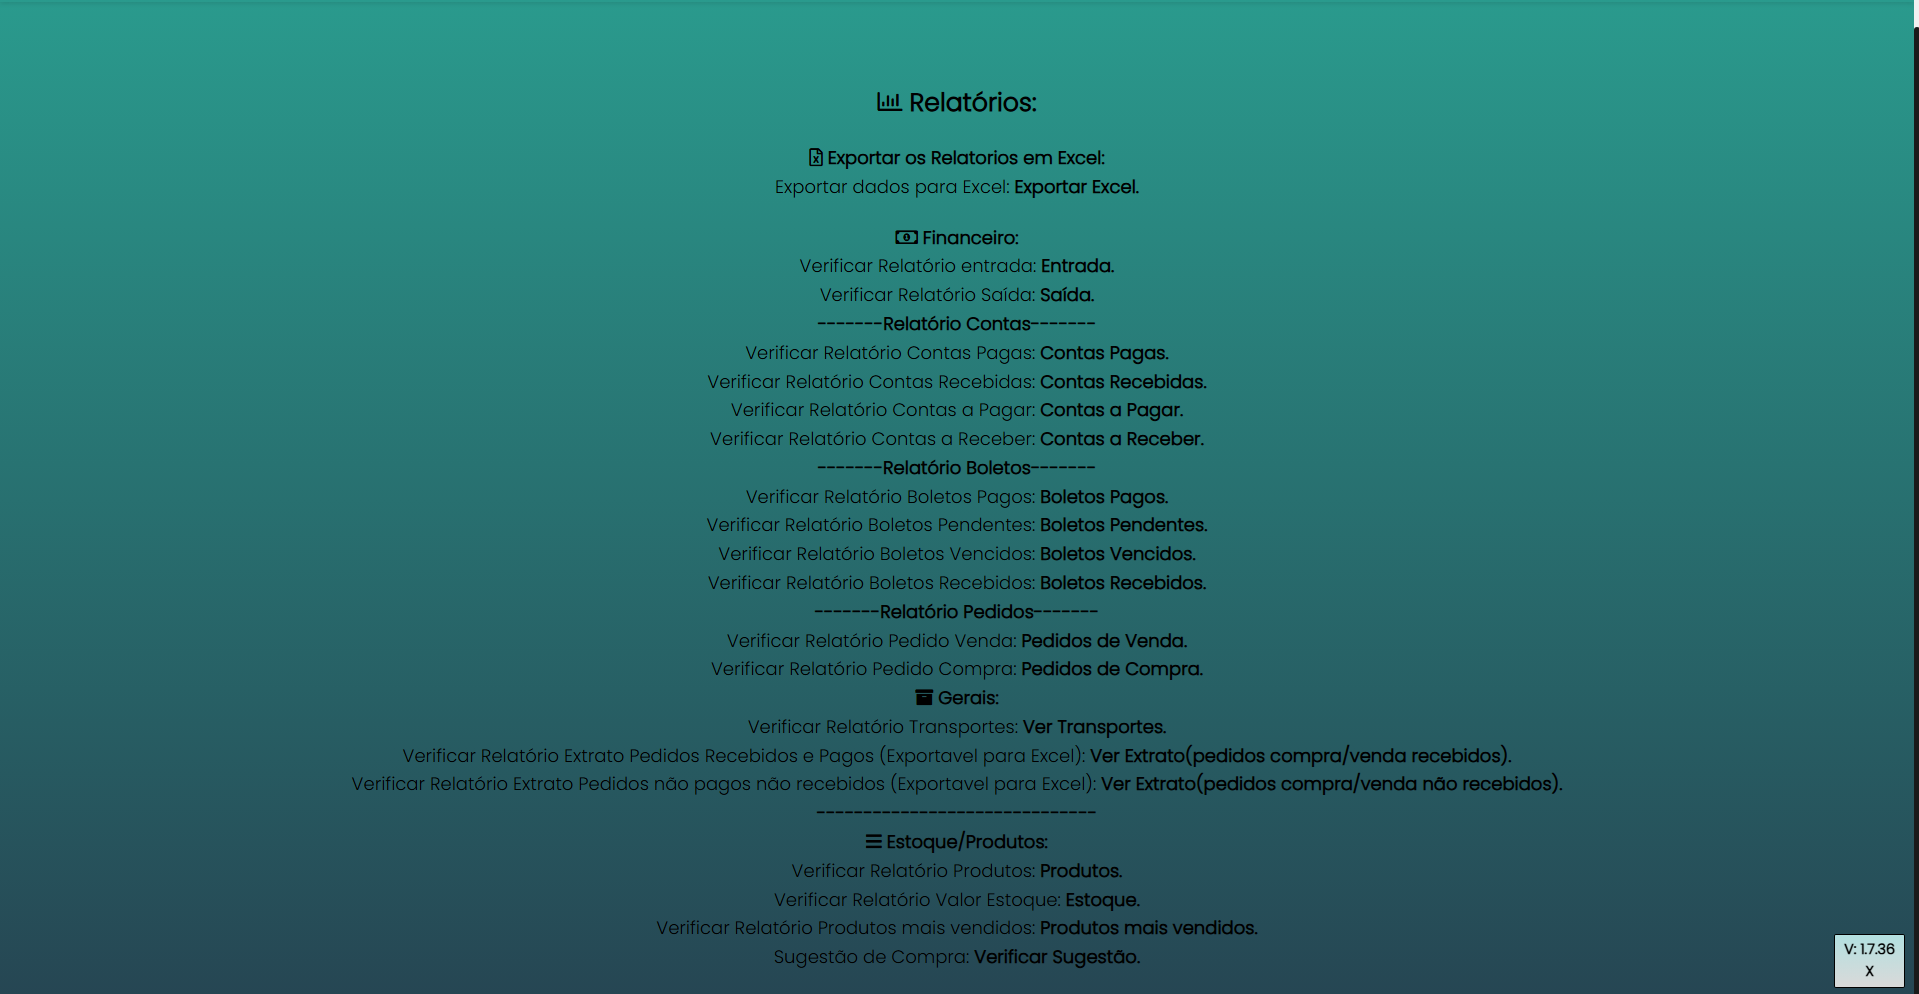 Relatórios:
Exportar os Relatorios em Excel:
Exportar dados para Excel: Exportar Excel.
Financeiro:
Verificar Relatório entrada: Entrada.
Verificar Relatório Saída: Saída.
-------Relatório Contas-------
Verificar Relatório Contas Pagas: Contas Pagas.
Verificar Relatório Contas Recebidas: Contas Recebidas.
Verificar Relatório Contas a Pagar: Contas a Pagar.
Verificar Relatório Contas a Receber: Contas a Receber.
-------Relatório Boletos-------
Verificar Relatório Boletos Pagos: Boletos Pagos.
Verificar Relatório Boletos Pendentes: Boletos Pendentes.
Verificar Relatório Boletos Vencidos: Boletos Vencidos.
Verificar Relatório Boletos Recebidos: Boletos Recebidos.
-------Relatório Pedidos-------
Verificar Relatório Pedido Venda: Pedidos de Venda.
Verificar Relatório Pedido Compra: Pedidos de Compra.
Gerais:
Verificar Relatório Transportes: Ver Transportes.
Verificar Relatório Extrato Pedidos Recebidos e Pagos (Exportavel para Excel): Ver Extrato(pedidos compra/venda recebidos).
Verificar Relatório Extrato Pedidos não pagos não recebidos (Exportavel para Excel): Ver Extrato(pedidos compra/venda não recebidos).
------------------------------
Estoque/Produtos:
Verificar Relatório Produtos: Produtos.
Verificar Relatório Valor Estoque: Estoque.
Verificar Relatório Produtos mais vendidos: Produtos mais vendidos.
Sugestão de Compra: Verificar Sugestão.
V: 1.7.36
X